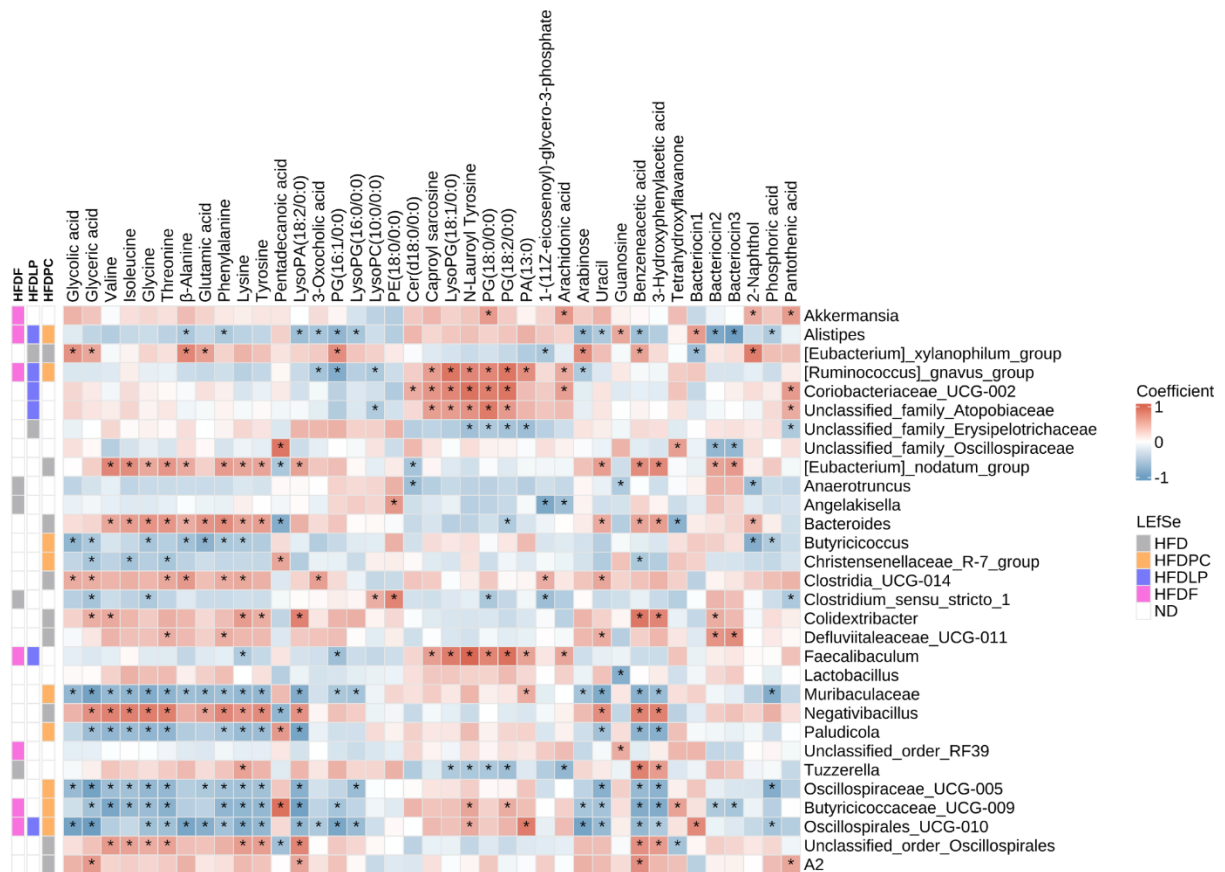 HFDF
HFDLP
HFDPC
Glycolic acid
Glyceric acid
Valine
Isoleucine
Glycine
Threonine
β-Alanine
Glutamic acid
Phenylalanine
Lysine
Tyrosine
Pentadecanoic acid
LysoPA(18:2/0:0)
3-Oxocholic acid
PG(16:1/0:0)
LysoPG(16:0/0:0)
LysoPC(10:0/0:0)
PE(18:0/0:0)
Cer(d18:0/0:0)
Caproyl sarcosine
LysoPG(18:1/0:0)
N-Lauroyl Tyrosine
PG(18:0/0:0)
PG(18:2/0:0)
PA(13:0)
1-(11Z-eicosenoyl)-glycero-3-phosphate
Arachidonic acid
Arabinose
Uracil
Guanosine
Benzeneacetic acid
3-Hydroxyphenylacetic acid
Tetrahydroxyflavanone
Bacteriocin1
Bacteriocin2
Bacteriocin3
2-Naphthol
Phosphoric acid
Pantothenic acid
Akkermansia
Alistipes
[Eubacterium]_xylanophilum_group
[Ruminococcus]_gnavus_group
Coriobacteriaceae_UCG-002
Unclassified_family_Atopobiaceae
Unclassified_family_Erysipelotrichaceae
Unclassified_family_Oscillospiraceae
[Eubacterium]_nodatum_group
Anaerotruncus
Angelakisella
Bacteroides
Butyricicoccus
Christensenellaceae_R-7_group
Clostridia_UCG-014
Clostridium_sensu_stricto_1
Colidextribacter
Defluviitaleaceae_UCG-011
Faecalibaculum
Lactobacillus
Muribaculaceae
Negativibacillus
Paludicola
Unclassified_order_RF39
Tuzzerella
Oscillospiraceae_UCG-005
Butyricicoccaceae_UCG-009
Oscillospirales_UCG-010
Unclassified_order_Oscillospirales
A2
Coefficient
1
0
-1
LEfSe
HFD
HFDPC
HFDLP
HFDF
ND